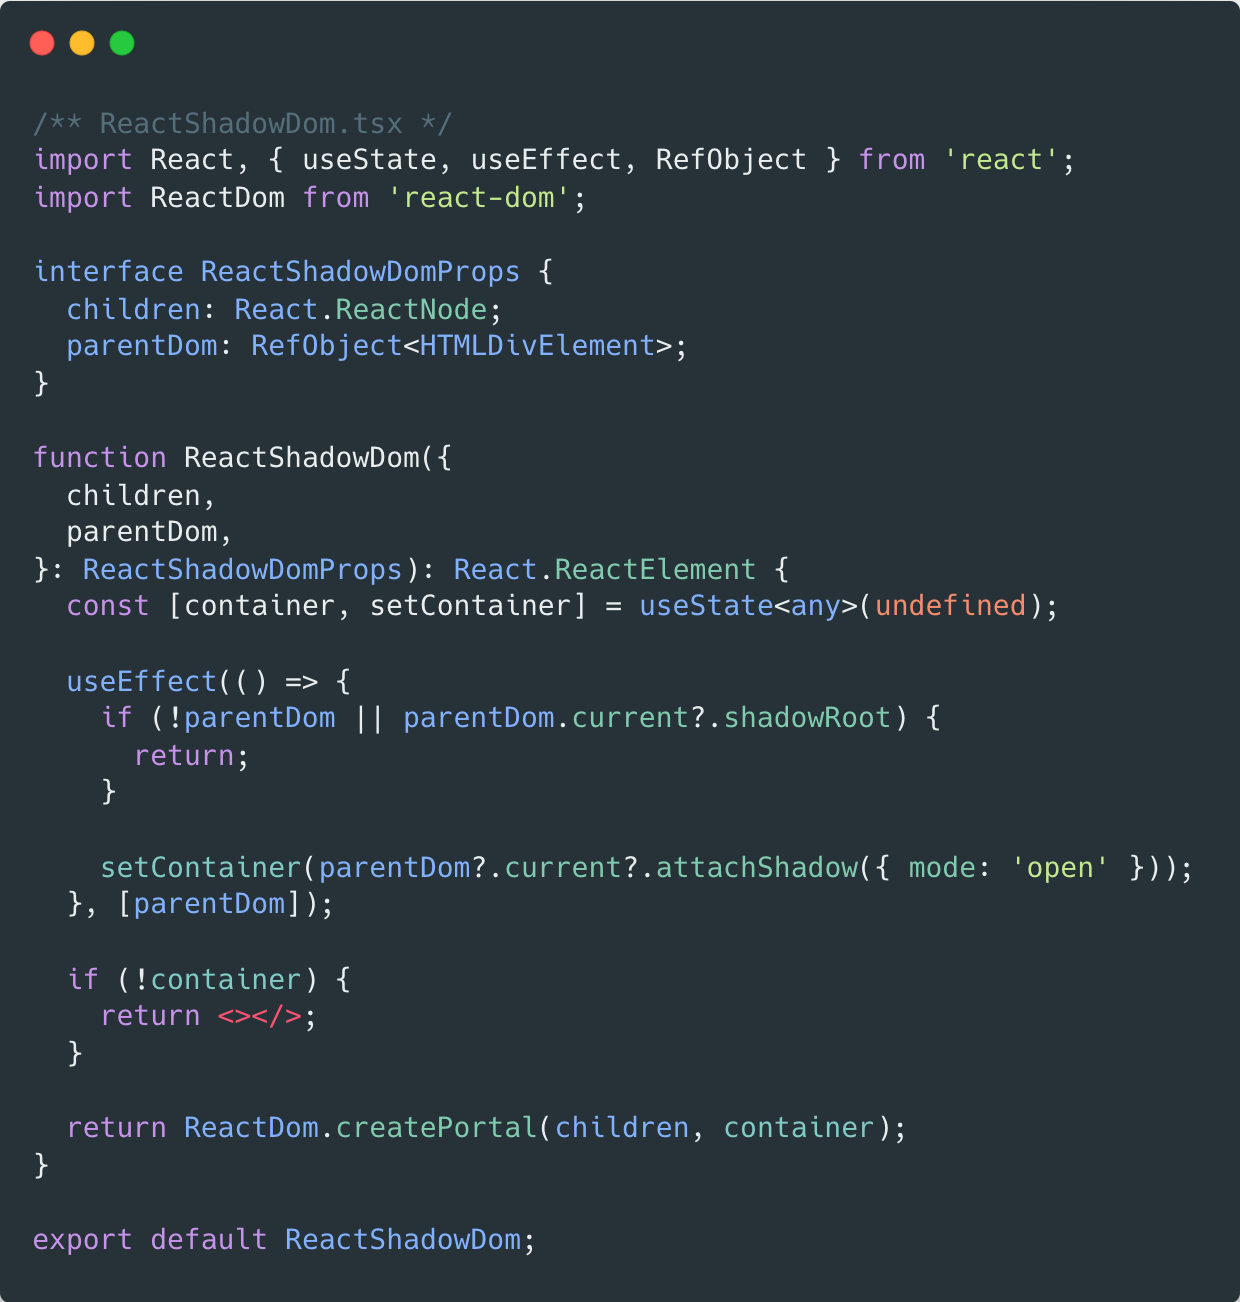 /** ReactShadowDom.tsx */
import React, { useState, useEffect, RefObject } from 'react';
import ReactDom from 'react-dom';

interface ReactShadowDomProps {
  children: React.ReactNode;
  parentDom: RefObject<HTMLDivElement>;
}

function ReactShadowDom({
  children,
  parentDom,
}: ReactShadowDomProps): React.ReactElement {
  const [container, setContainer] = useState<any>(undefined);

  useEffect(() => {
    if (!parentDom || parentDom.current?.shadowRoot) {
      return;
    }

    setContainer(parentDom?.current?.attachShadow({ mode: 'open' }));
  }, [parentDom]);

  if (!container) {
    return <></>;
  }

  return ReactDom.createPortal(children, container);
}

export default ReactShadowDom;